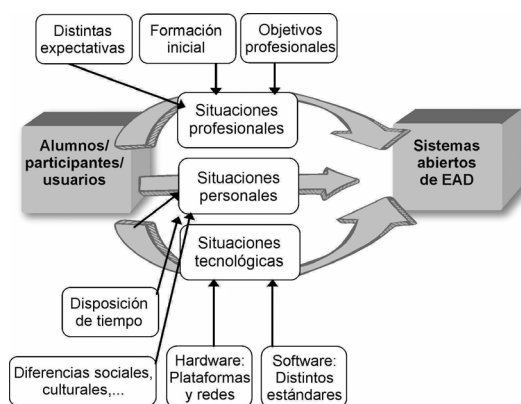 Distintas
expectativas
Formación
inicial
Objetivos
profesionales
Situaciones
profesionales
Alumnos/
participantes/
usuarios
Situaciones
personales
Sistemas
abiertos
de EAD
Situaciones
tecnológicas
Disposición
de tiempo
Diferencias sociales,
culturales,...
Hardware:
Plataformas
y redes
Software:
Distintos
estándares